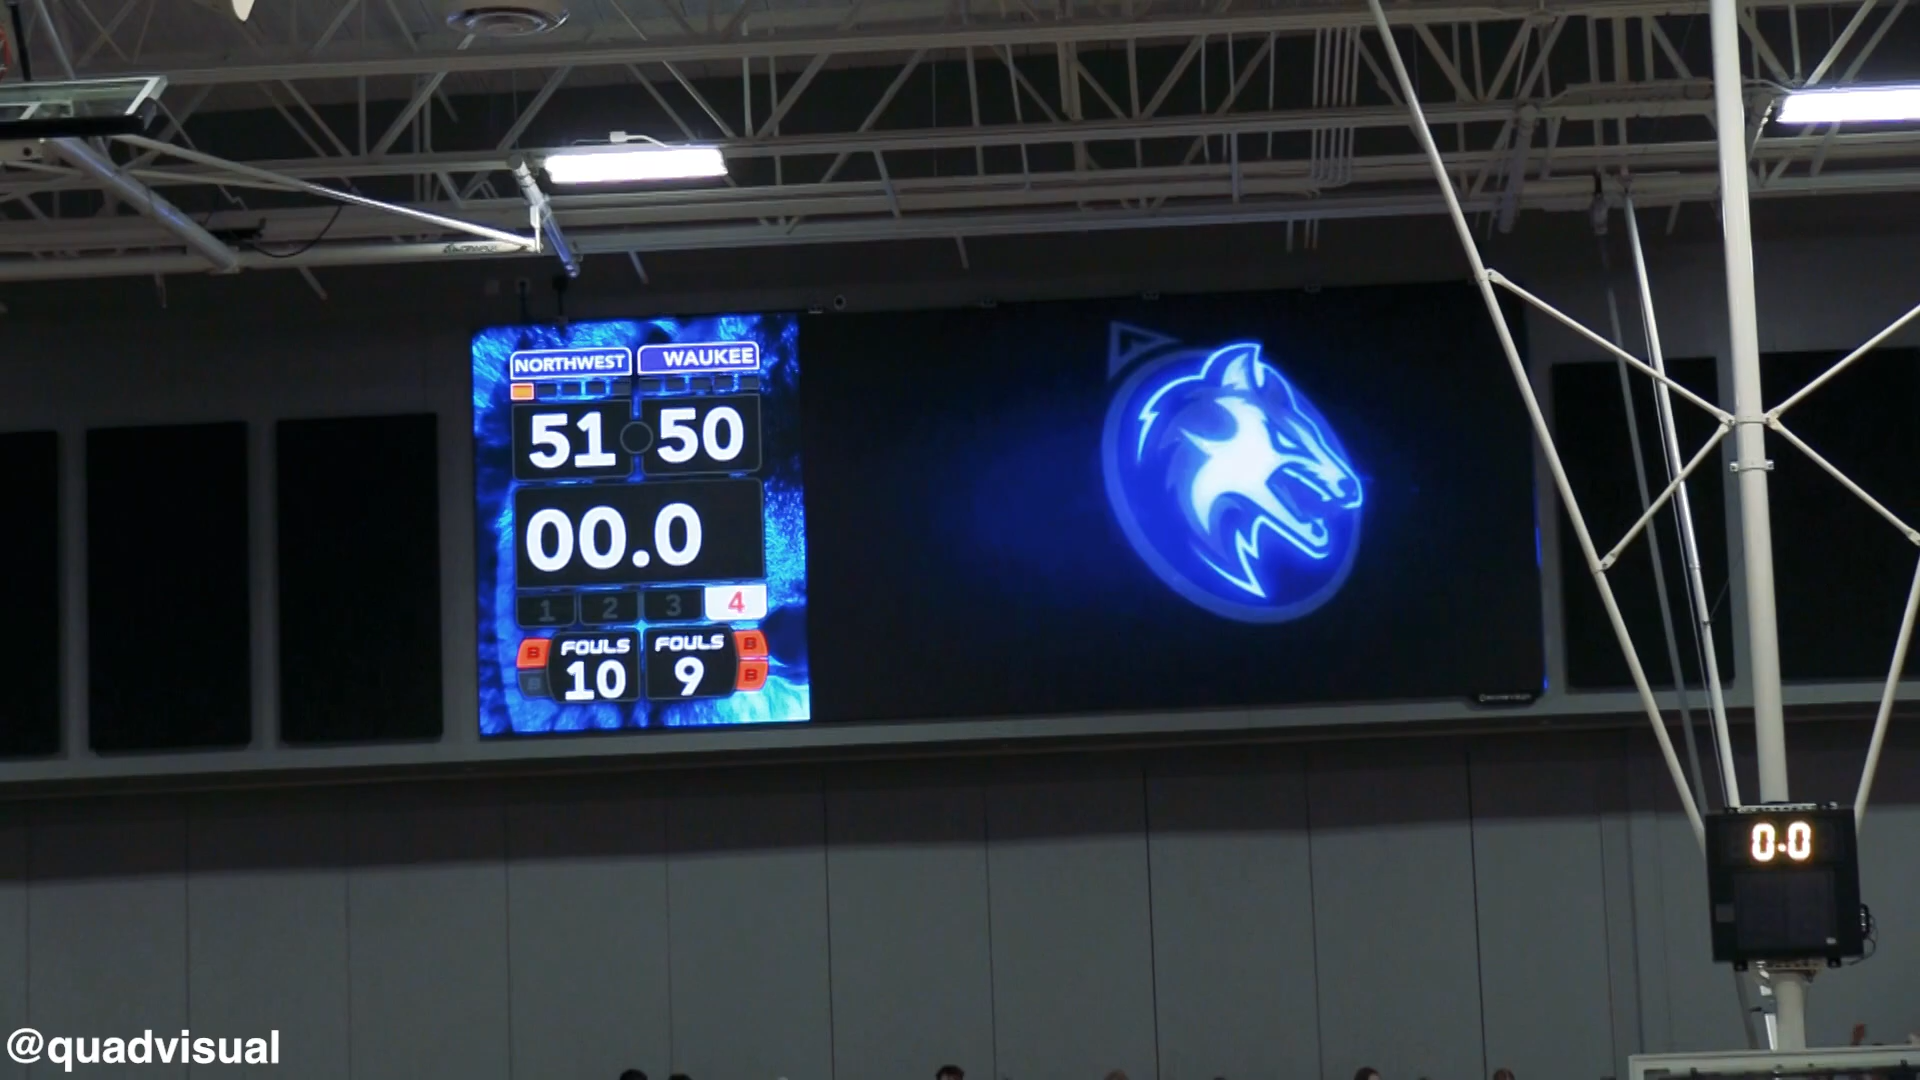 NORTHWEST WAUKEE
51 50
00.0
1 2 3 4
FOULS FOULS
B 10 9 B
B B
0.0
@quadvisual